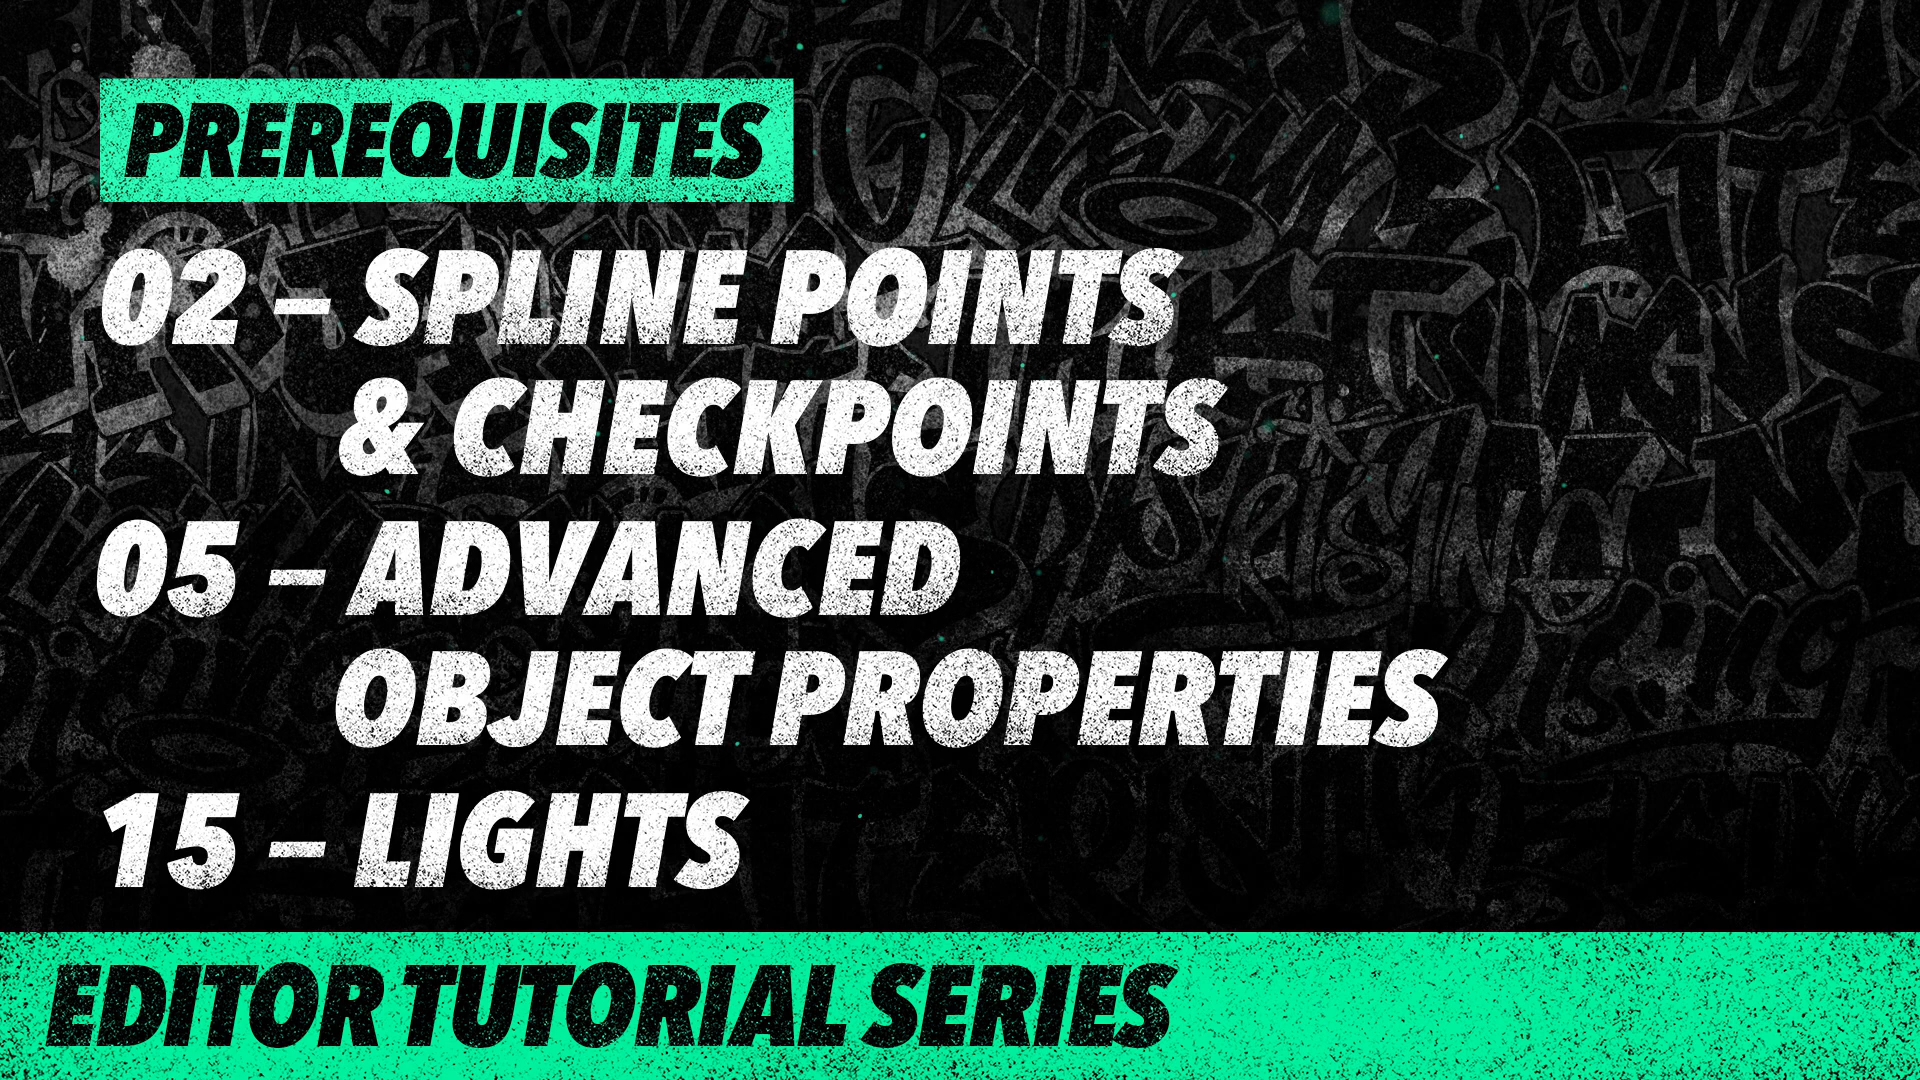 PREREQUISITES
02 – SPLINE POINTS
& CHECKPOINTS
05 – ADVANCED
OBJECT PROPERTIES
15 – LIGHTS
EDITOR TUTORIAL SERIES